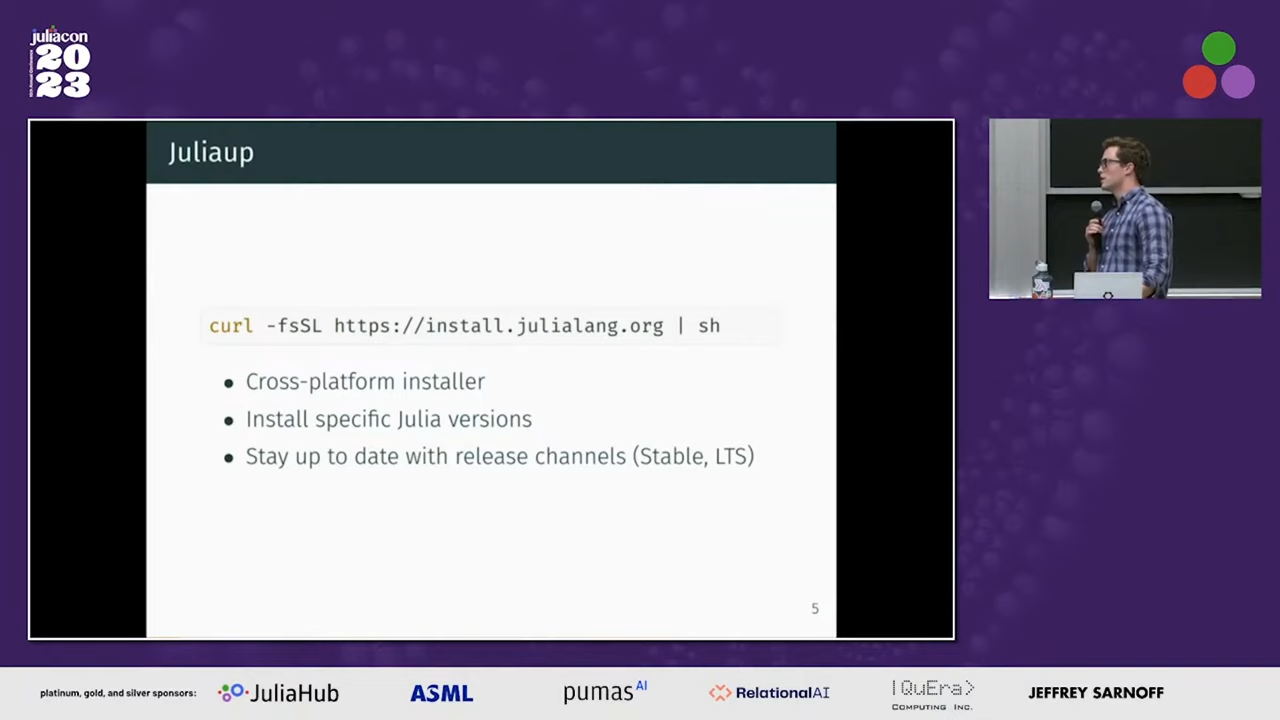 juliacon
20
23
Juliaup
curl -fsSL https://install.julialang.org | sh
• Cross-platform installer
• Install specific Julia versions
• Stay up to date with release channels (Stable, LTS)
5
platinum, gold, and silver sponsors:
JuliaHub
ASML
pumas AI
RelationalAI
|QuEra>
COMPUTING INC.
JEFFREY SARNOFF